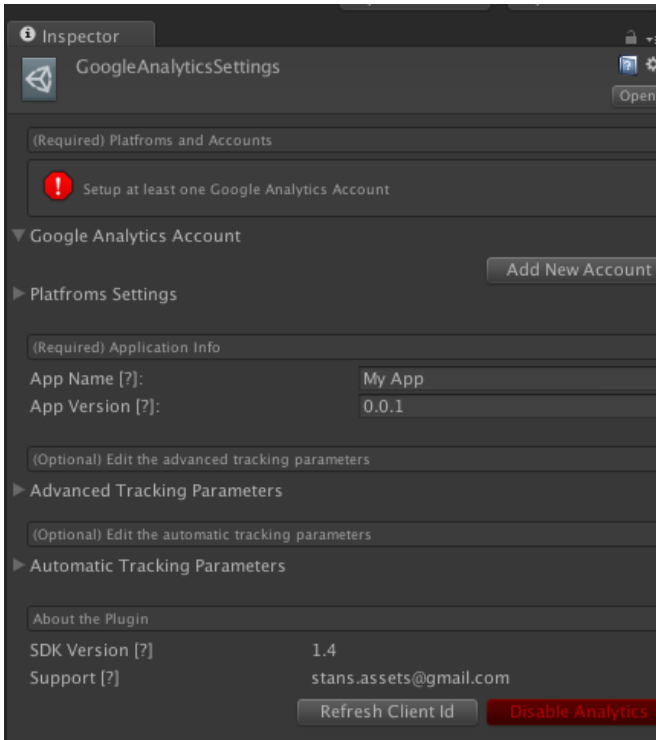 Inspector
GoogleAnalyticsSettings
Open
(Required) Platfroms and Accounts
Setup at least one Google Analytics Account
Google Analytics Account
Add New Account
Platfroms Settings
(Required) Application Info
App Name [?]: My App
App Version [?]: 0.0.1
(Optional) Edit the advanced tracking parameters
Advanced Tracking Parameters
(Optional) Edit the automatic tracking parameters
Automatic Tracking Parameters
About the Plugin
SDK Version [?] 1.4
Support [?] stans.assets@gmail.com
Refresh Client Id Disable Analytics